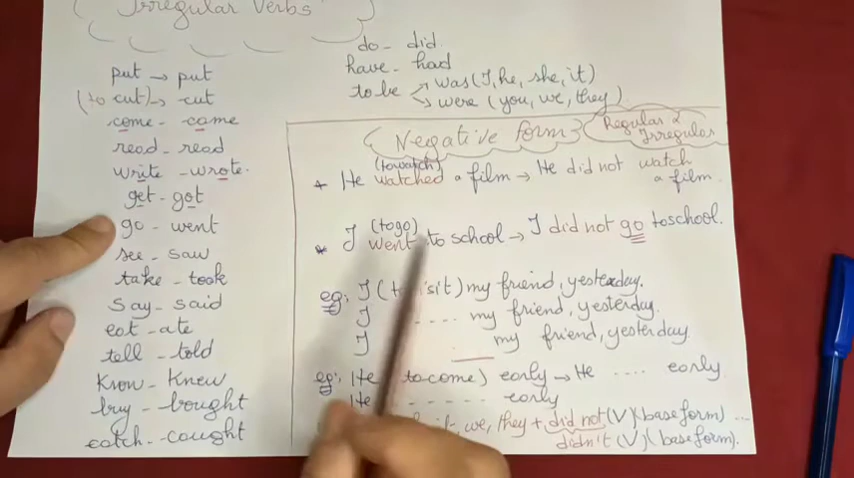 Irregular Verbs
put → put
(to cut) → cut
come - came
read - read
write - wrote.
get - got
go - went
see - saw
take - took
say - said
eat - ate
tell - told
Know - Knew
buy - bought
catch - caught
do - did
have - had
to be → was (I, he, she, it)
→ were (you, we, they)
Negative form
Regular &
Irregular
(to watch)
* He watched a film → He did not watch
a film
(to go)
* I went to school → I did not go to school.
eg: I ( my friend, yesterday.
I .... my friend, yesterday.
I my friend, yesterday
eg: He to come) early → He .... early
He ...... early
it, we, they + did not (V) (base form) ...
didn't (V) (base form).